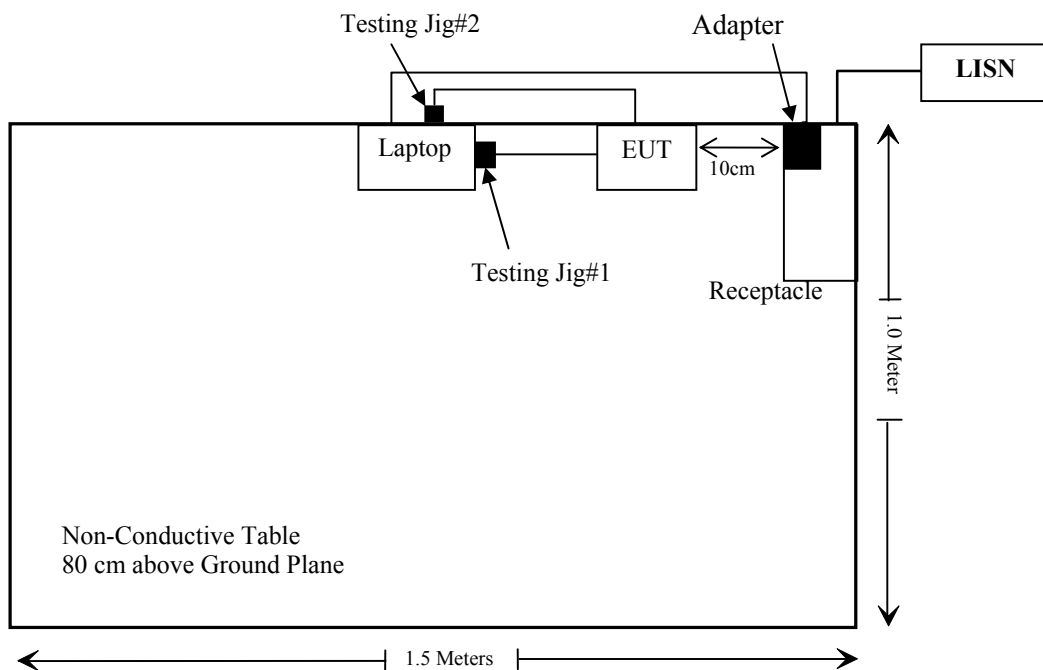 Testing Jig#2
Adapter
LISN
Laptop
EUT
10cm
Testing Jig#1
Receptacle
1.0 Meter
Non-Conductive Table
80 cm above Ground Plane
1.5 Meters